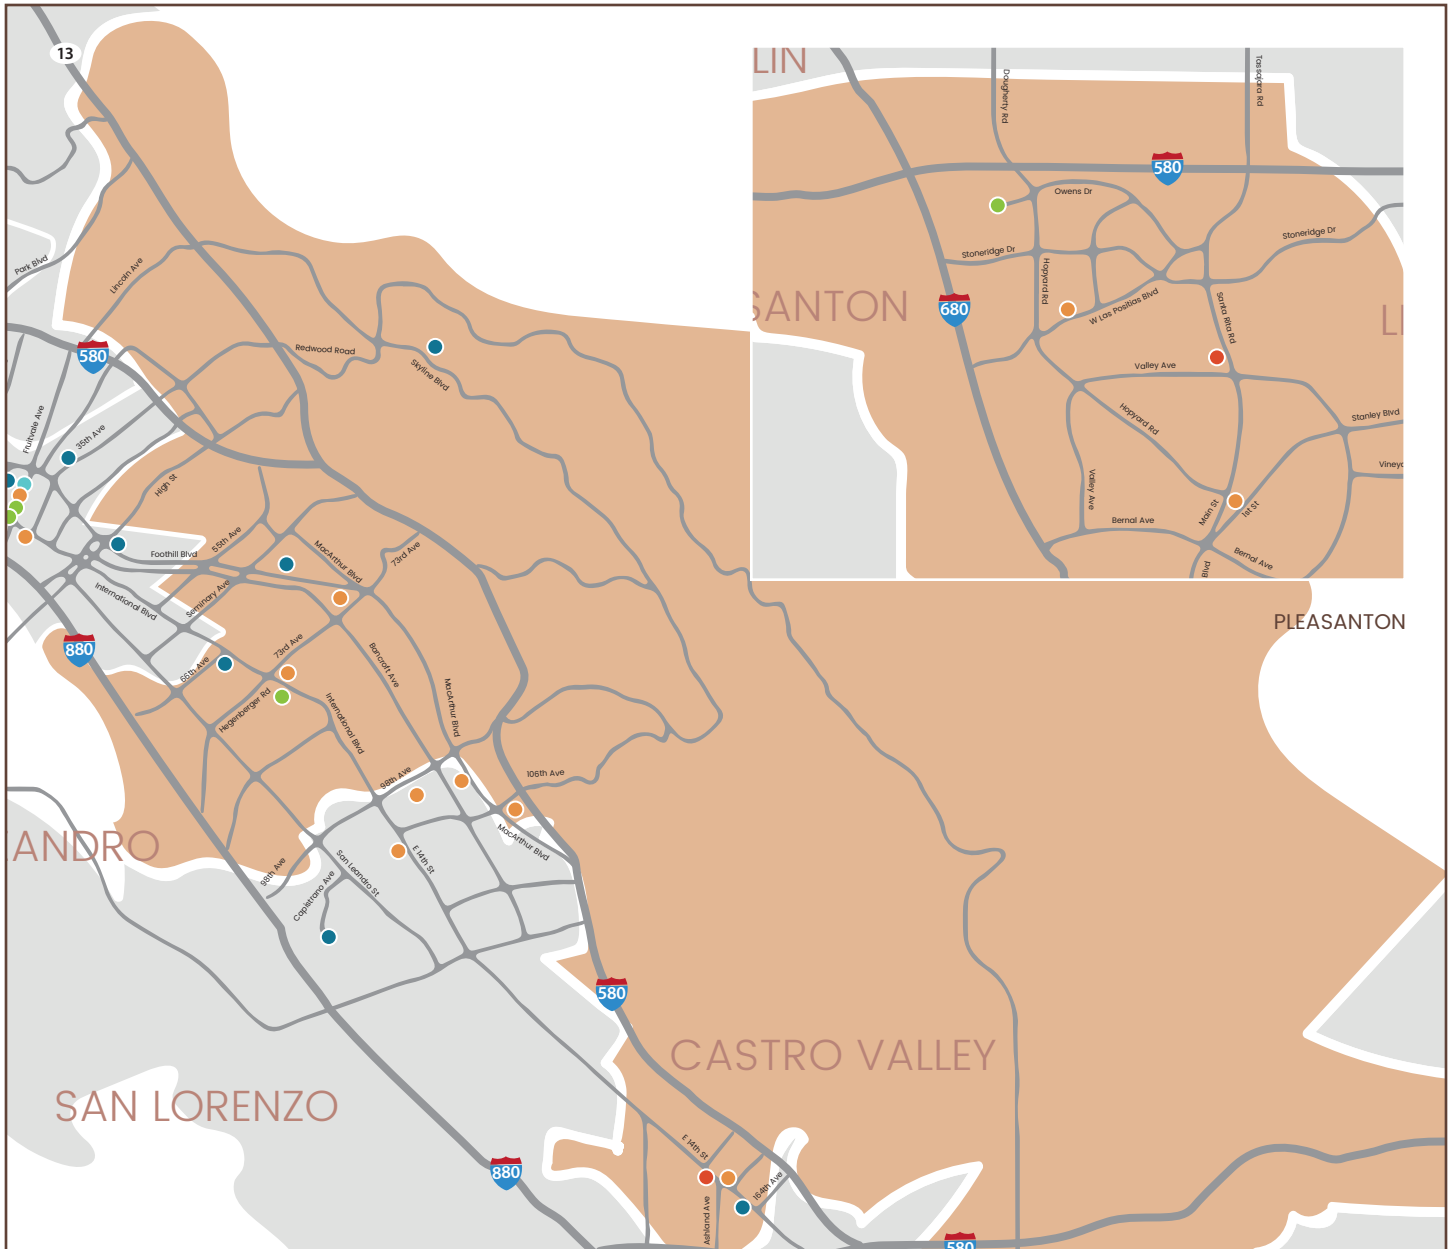 13
LIN
Dougherty Rd
Tassajara Rd
580
Owens Dr
Stoneridge Dr
Stoneridge Dr
Hopyard Rd
SANTON
680
W Las Positias Blvd
Santa Rita Rd
LI
Valley Ave
Hopyard Rd
Stanley Blvd
Viney
Valley Ave
Main St
1st St
Bernal Ave
Bernal Ave
Blvd
PLEASANTON
Park Blvd
Lincoln Ave
580
Redwood Road
Skyline Blvd
Fruitvale Ave
35th Ave
High St
55th Ave
Foothill Blvd
MacArthur Blvd
73rd Ave
International Blvd
Seminary Ave
880
66th Ave
73rd Ave
Bancroft Ave
Hegenberger Rd
International Blvd
MacArthur Blvd
98th Ave
106th Ave
MacArthur Blvd
ANDRO
98th Ave
San Leandro St
E 14th St
Capistrano Ave
580
CASTRO VALLEY
SAN LORENZO
880
E 14th St
164th Ave
Ashland Ave
580